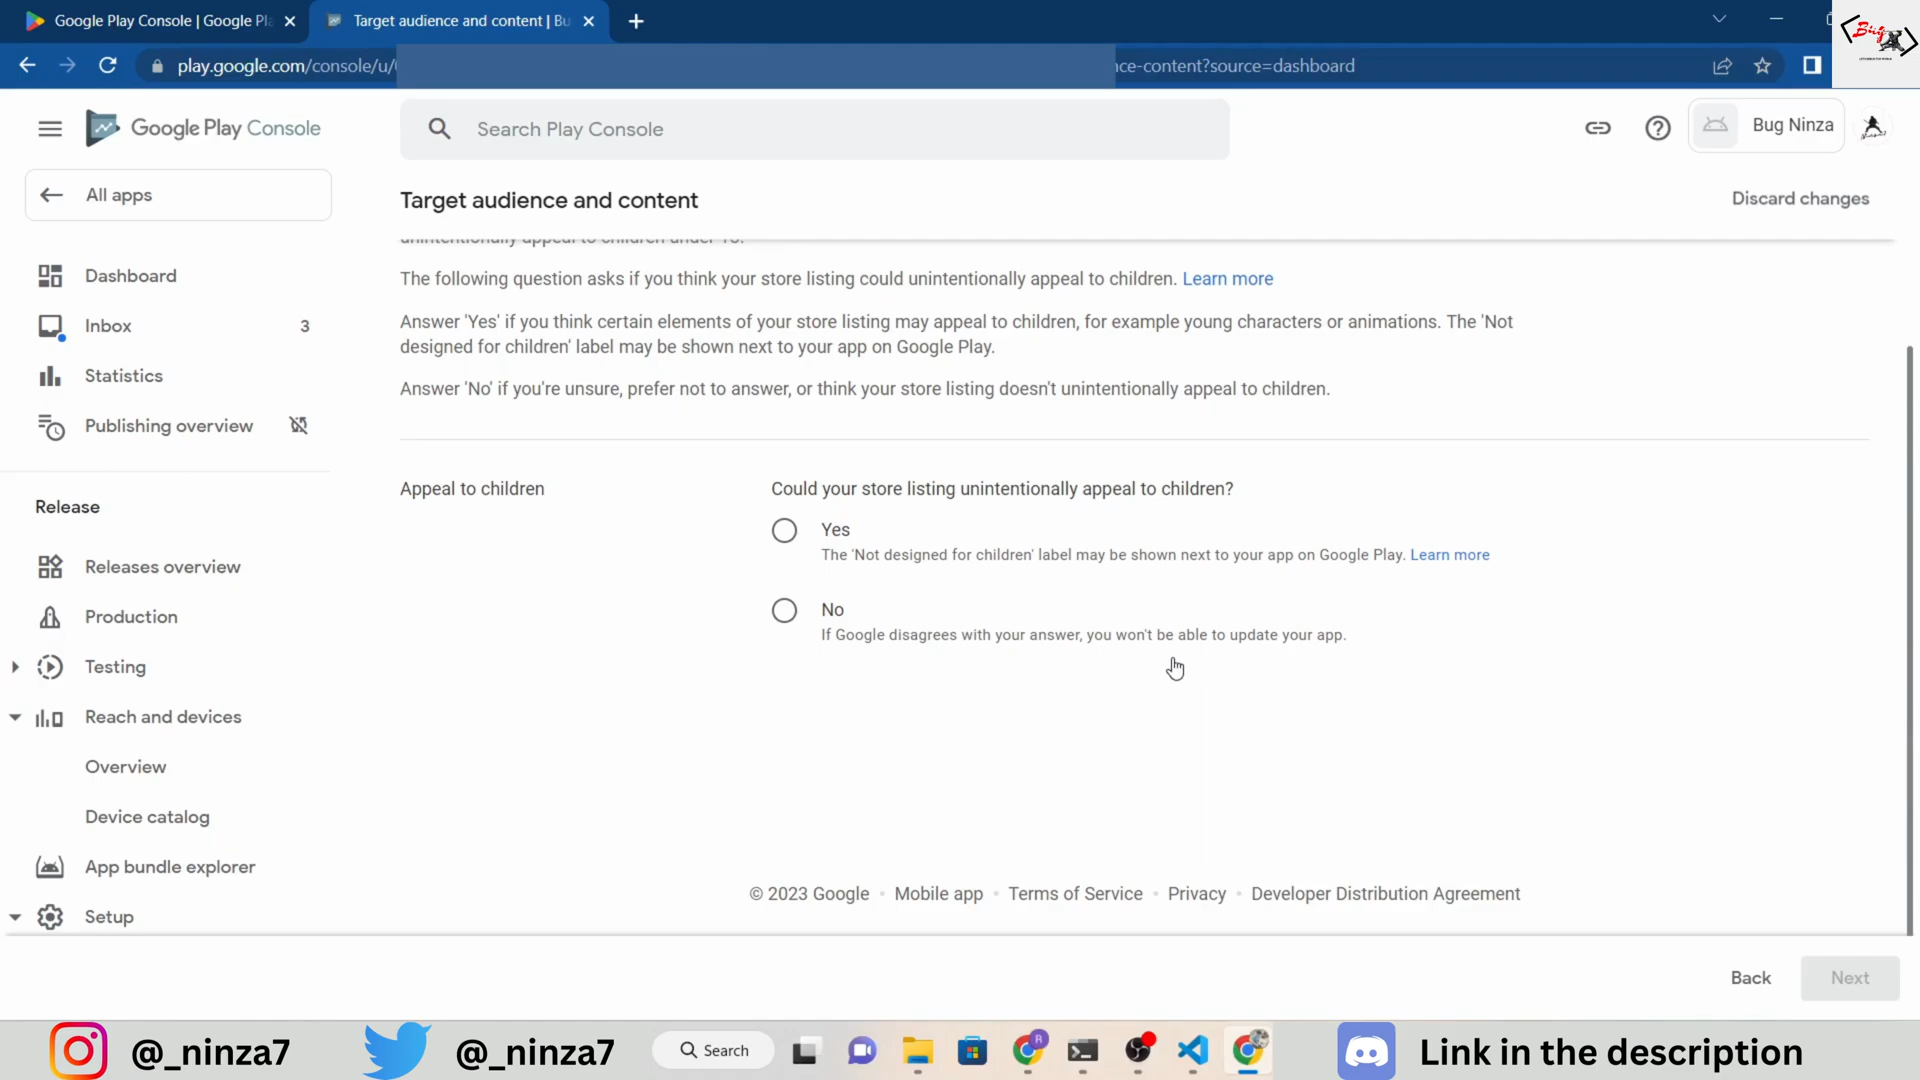 Google Play Console | Google Pla
Target audience and content | Bu
play.google.com/console/u/
nce-content?source=dashboard
Google Play Console
Search Play Console
Bug Ninza
All apps
Target audience and content
Discard changes
unintentionally appeal to children under 18.
Dashboard
The following question asks if you think your store listing could unintentionally appeal to children. Learn more
Inbox 3
Answer 'Yes' if you think certain elements of your store listing may appeal to children, for example young characters or animations. The 'Not
designed for children' label may be shown next to your app on Google Play.
Statistics
Answer 'No' if you're unsure, prefer not to answer, or think your store listing doesn't unintentionally appeal to children.
Publishing overview
Appeal to children
Could your store listing unintentionally appeal to children?
Release
Yes
The 'Not designed for children' label may be shown next to your app on Google Play. Learn more
Releases overview
Production
No
If Google disagrees with your answer, you won't be able to update your app.
Testing
Reach and devices
Overview
Device catalog
App bundle explorer
Setup
© 2023 Google • Mobile app • Terms of Service • Privacy • Developer Distribution Agreement
Back
Next
@_ninza7
@_ninza7
Search
Link in the description